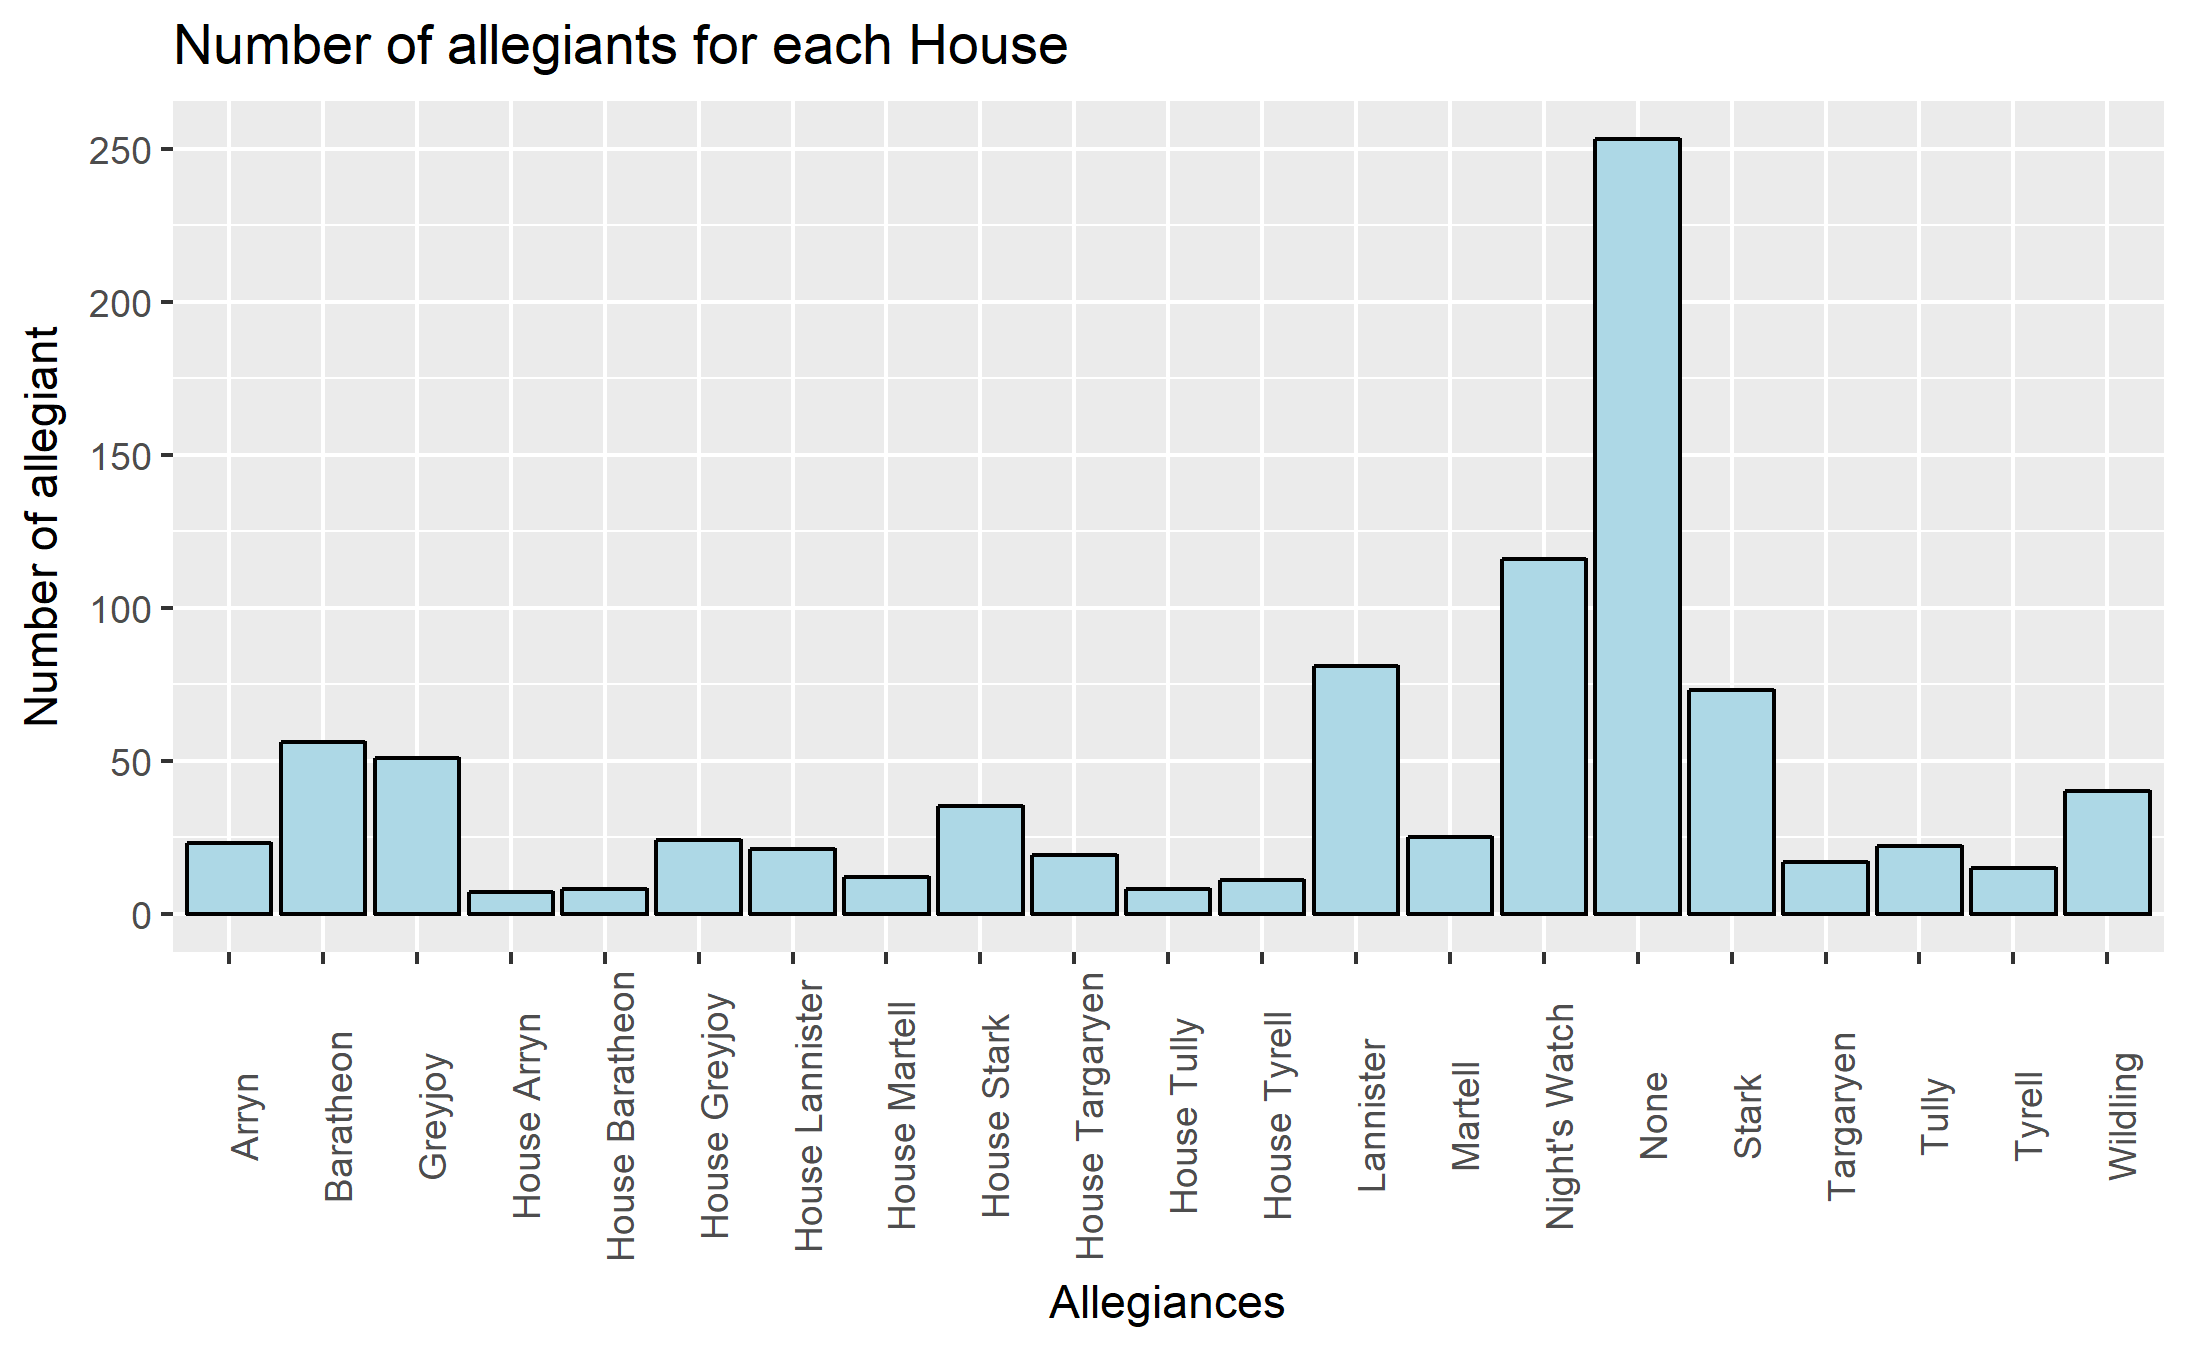 Number of allegiants for each House
Number of allegiant
250
200
150
100
50
0
Arryn
Baratheon
Greyjoy
House Arryn
House Baratheon
House Greyjoy
House Lannister
House Martell
House Stark
House Targaryen
House Tully
House Tyrell
Lannister
Martell
Night's Watch
None
Stark
Targaryen
Tully
Tyrell
Wildling
Allegiances